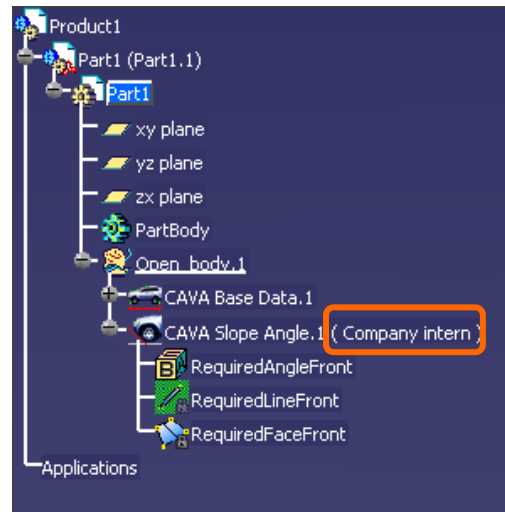 Product1
Part1 (Part1.1)
Part1
xy plane
yz plane
zx plane
PartBody
Open_body.1
CAVA Base Data.1
CAVA Slope Angle.1 ( Company intern )
B RequiredAngleFront
RequiredLineFront
RequiredFaceFront
Applications